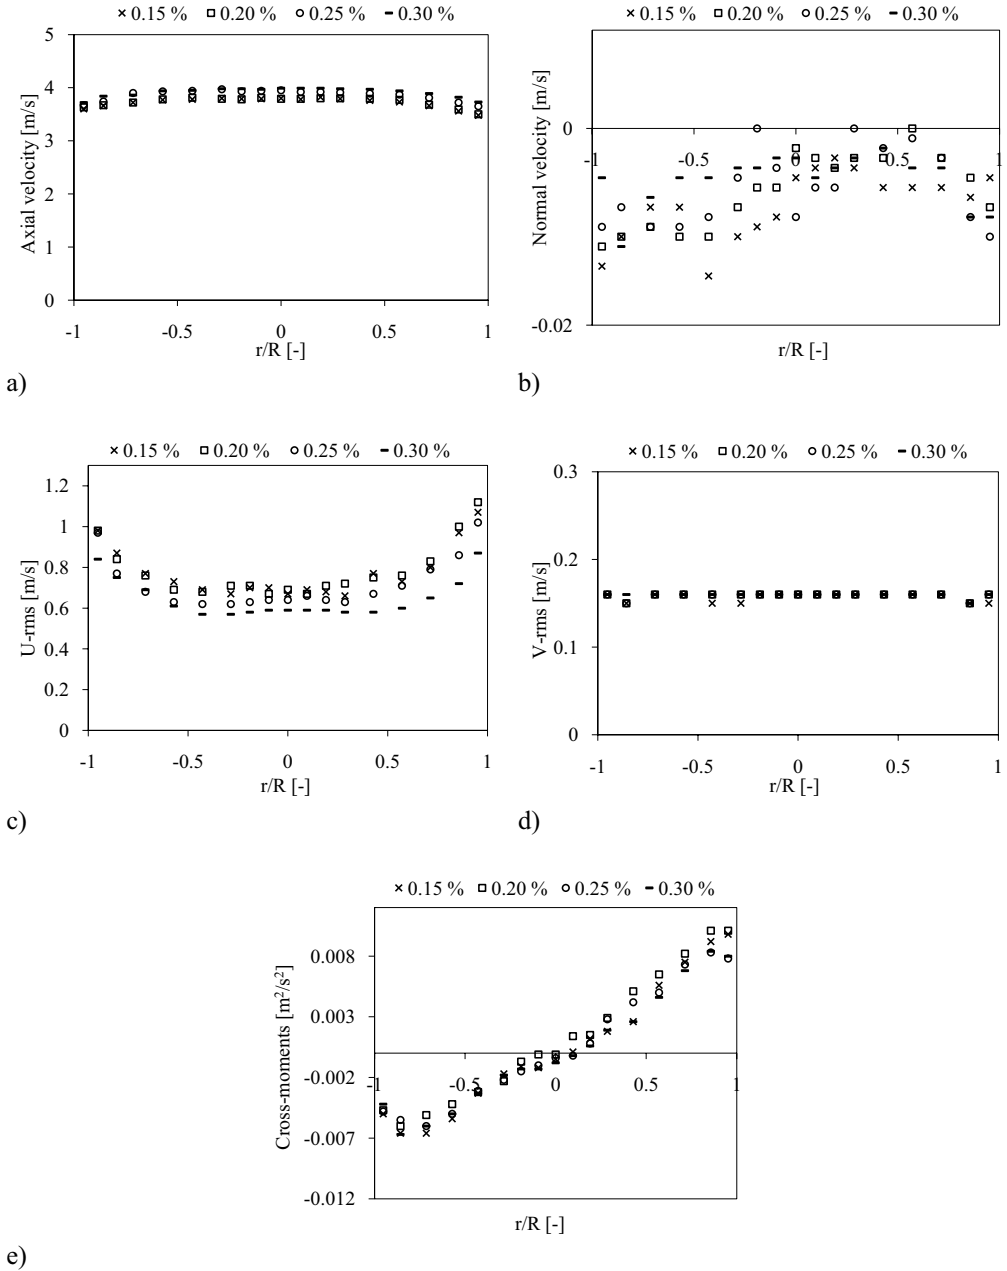 × 0.15 % □ 0.20 % ○ 0.25 % - 0.30 %
5
4
3
2
1
0
-1 -0.5 0 0.5 1
Axial velocity [m/s]
r/R [-]
a)
× 0.15 % □ 0.20 % ○ 0.25 % - 0.30 %
0
-0.02
-1 -0.5 0 0.5 1
Normal velocity [m/s]
r/R [-]
b)
× 0.15 % □ 0.20 % ○ 0.25 % - 0.30 %
1.2
1
0.8
0.6
0.4
0.2
0
-1 -0.5 0 0.5 1
U-rms [m/s]
r/R [-]
c)
× 0.15 % □ 0.20 % ○ 0.25 % - 0.30 %
0.3
0.2
0.1
0
-1 -0.5 0 0.5 1
V-rms [m/s]
r/R [-]
d)
× 0.15 % □ 0.20 % ○ 0.25 % - 0.30 %
0.008
0.003
-0.002
-0.007
-0.012
-1 -0.5 0 0.5 1
Cross-moments [m²/s²]
r/R [-]
e)